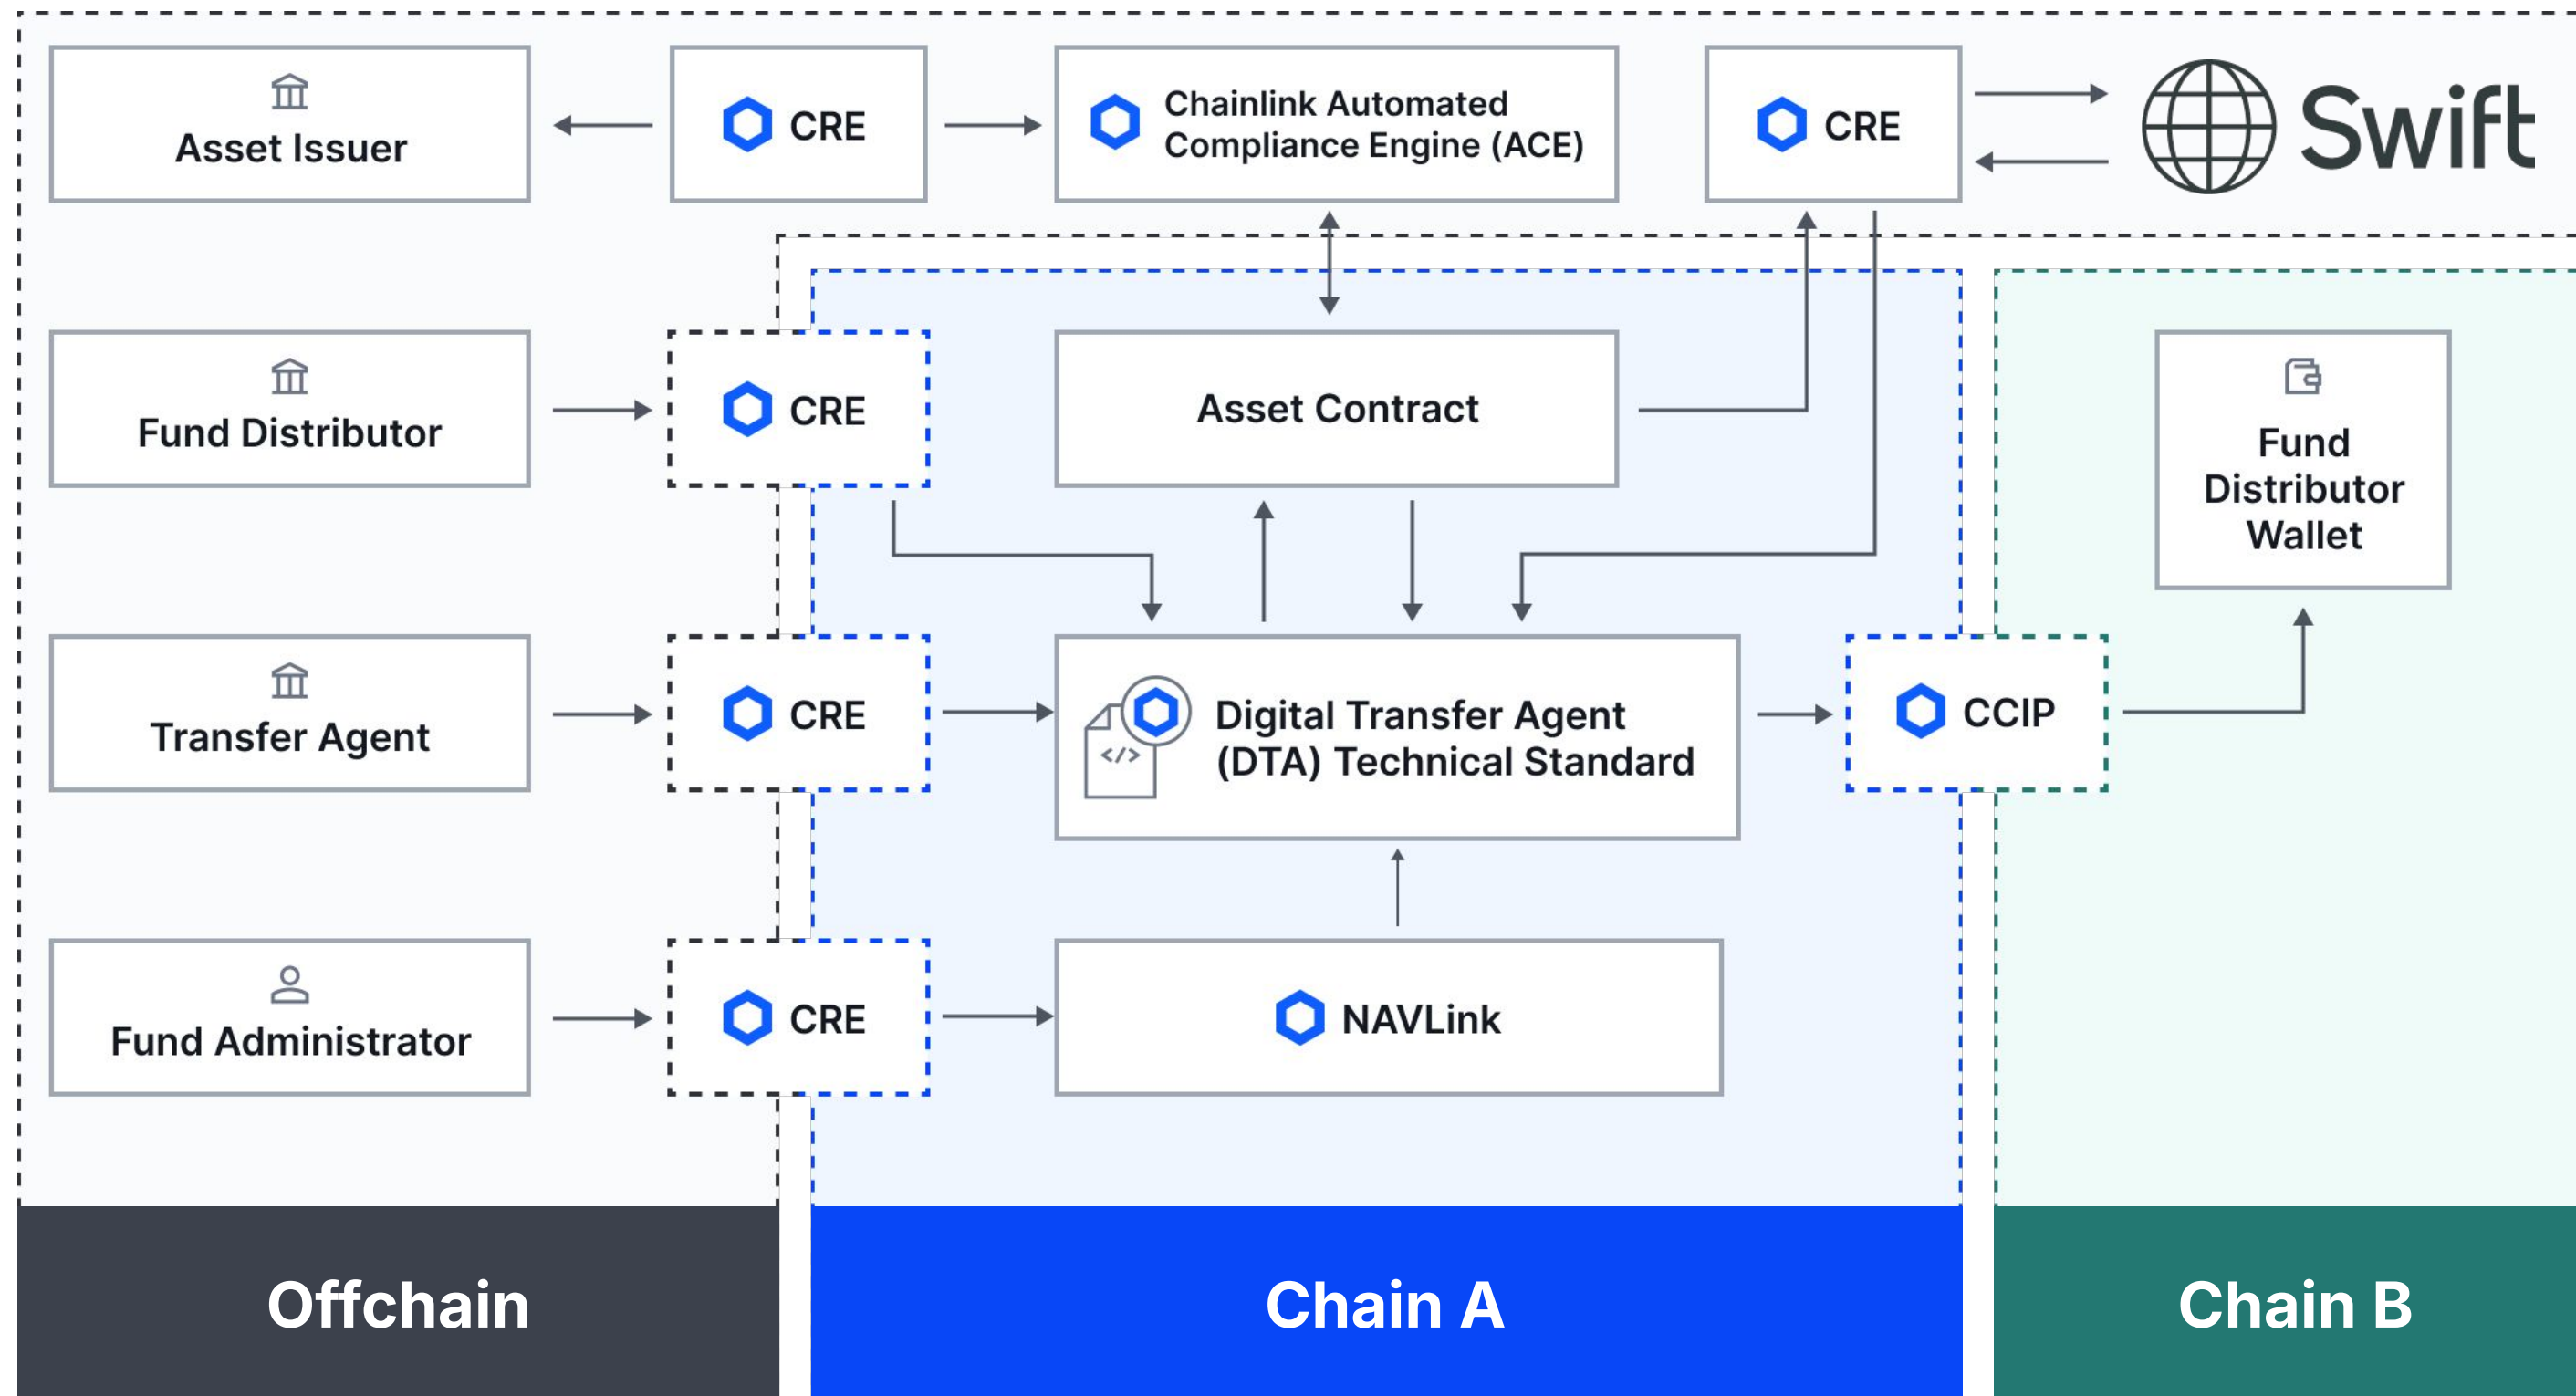 Asset Issuer
CRE
Chainlink Automated
Compliance Engine (ACE)
CRE
Swift
Fund Distributor
CRE
Asset Contract
Fund
Distributor
Wallet
Transfer Agent
CRE
</>
Digital Transfer Agent
(DTA) Technical Standard
CCIP
Fund Administrator
CRE
NAVLink
Offchain
Chain A
Chain B